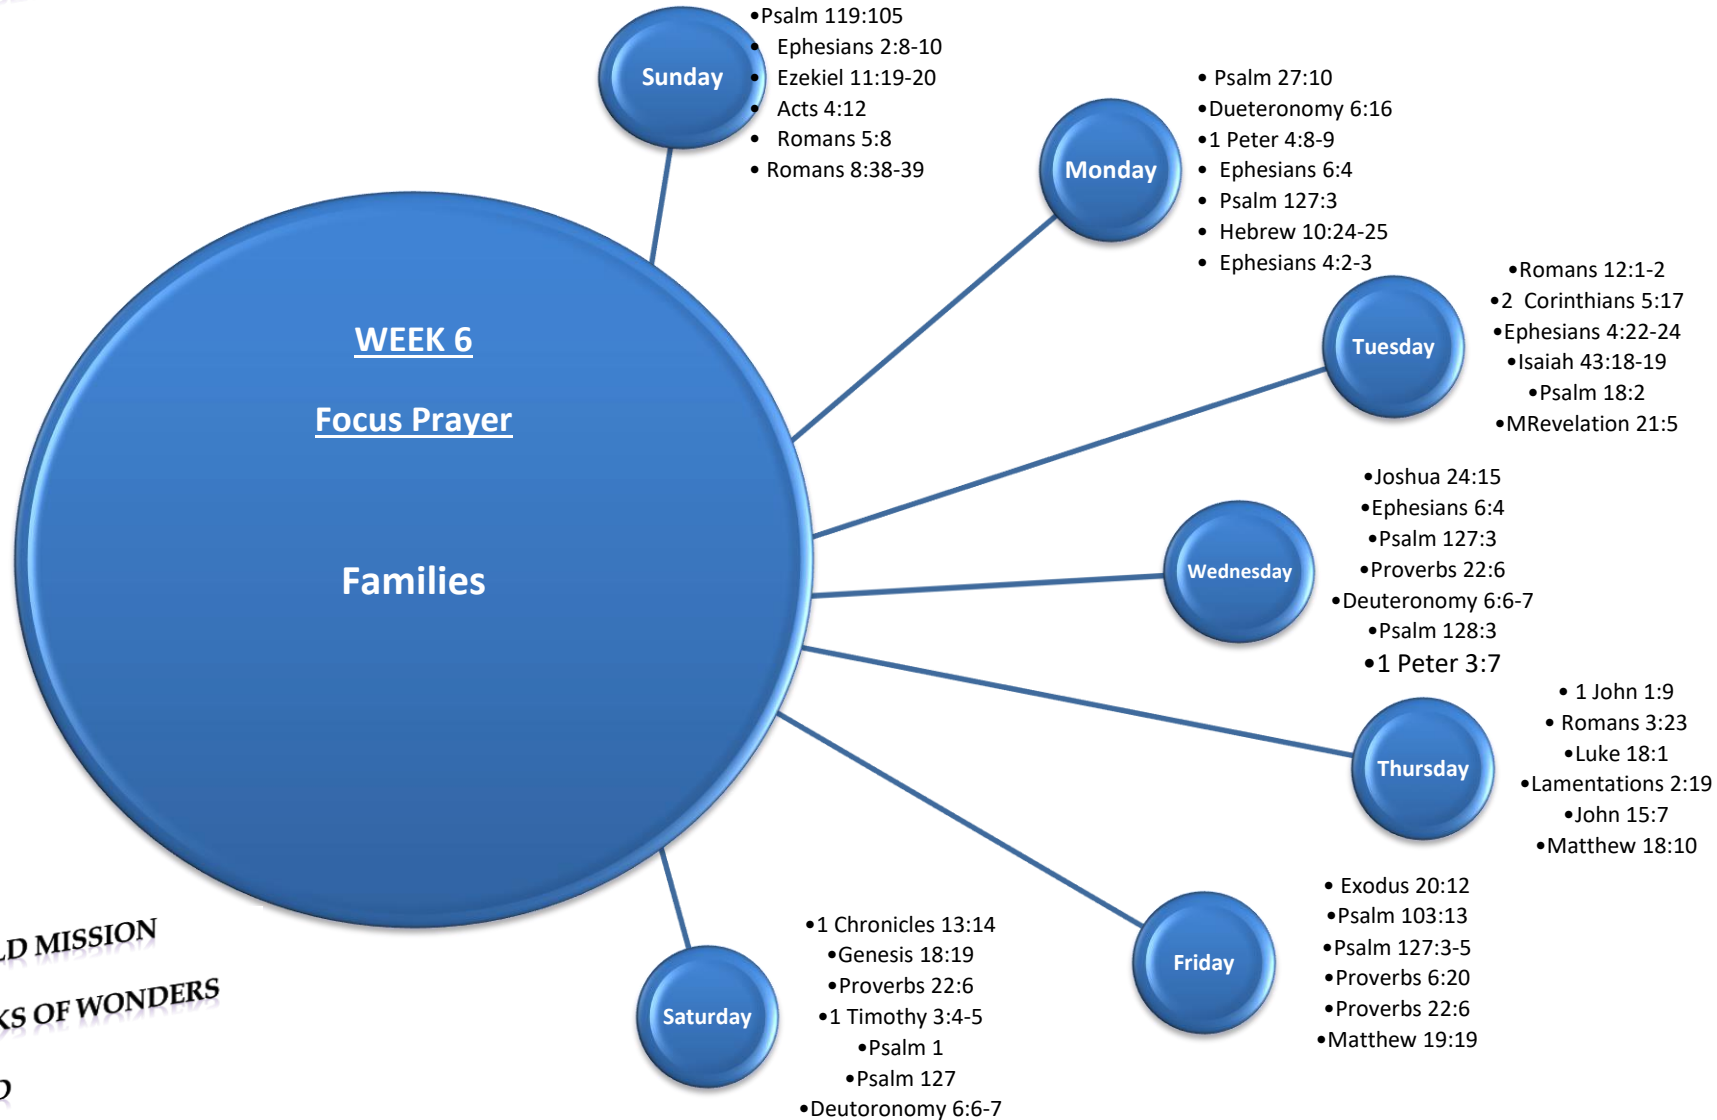 WEEK 6
Focus Prayer
Families
Sunday
•Psalm 119:105
• Ephesians 2:8-10
• Ezekiel 11:19-20
• Acts 4:12
• Romans 5:8
• Romans 8:38-39
Monday
• Psalm 27:10
•Dueteronomy 6:16
•1 Peter 4:8-9
• Ephesians 6:4
• Psalm 127:3
• Hebrew 10:24-25
• Ephesians 4:2-3
Tuesday
•Romans 12:1-2
•2 Corinthians 5:17
•Ephesians 4:22-24
•Isaiah 43:18-19
•Psalm 18:2
•MRevelation 21:5
Wednesday
•Joshua 24:15
•Ephesians 6:4
•Psalm 127:3
•Proverbs 22:6
•Deuteronomy 6:6-7
•Psalm 128:3
•1 Peter 3:7
Thursday
• 1 John 1:9
• Romans 3:23
•Luke 18:1
•Lamentations 2:19
•John 15:7
•Matthew 18:10
Friday
• Exodus 20:12
•Psalm 103:13
•Psalm 127:3-5
•Proverbs 6:20
•Proverbs 22:6
•Matthew 19:19
Saturday
•1 Chronicles 13:14
•Genesis 18:19
•Proverbs 22:6
•1 Timothy 3:4-5
•Psalm 1
•Psalm 127
•Deutoronomy 6:6-7
LD MISSION
KS OF WONDERS